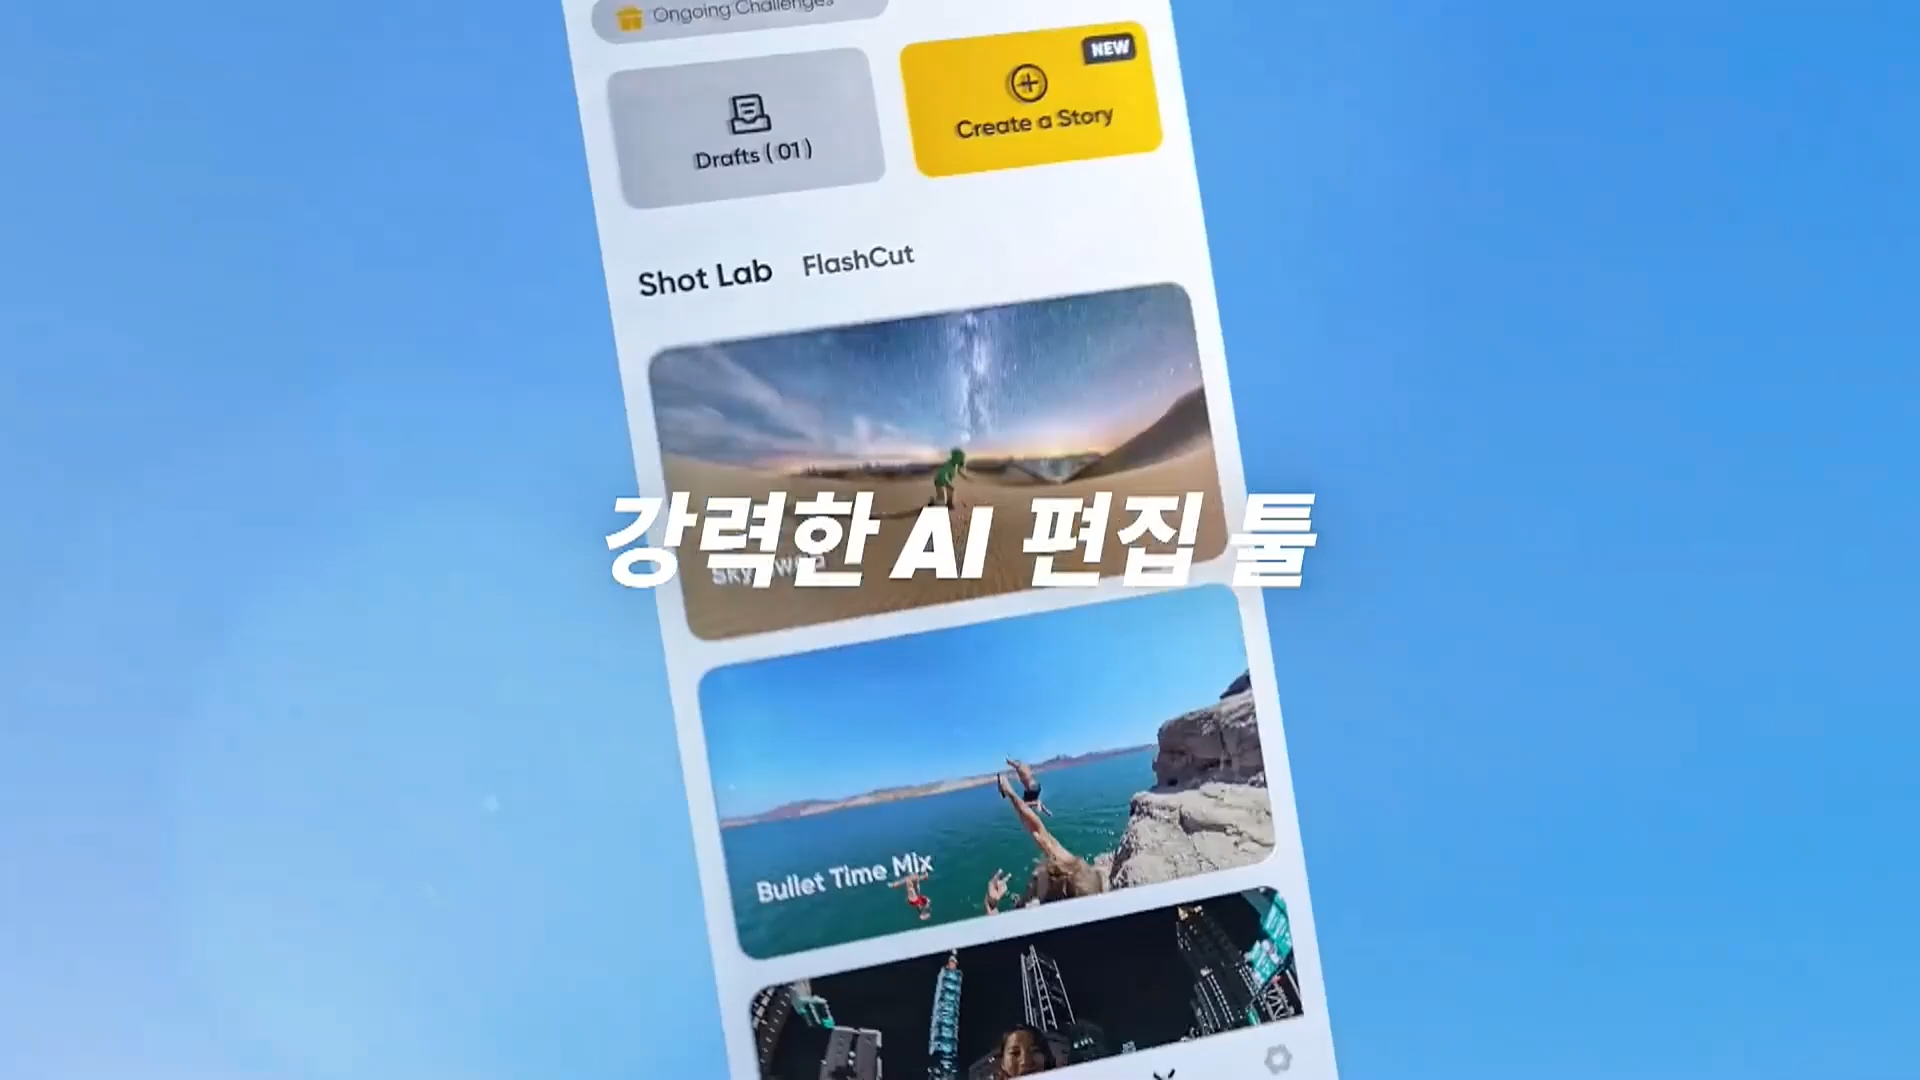 Ongoing Challenges
NEW
Create a Story
Drafts ( 01 )
Shot Lab
FlashCut
강력한 AI 편집 툴
Bullet Time Mix